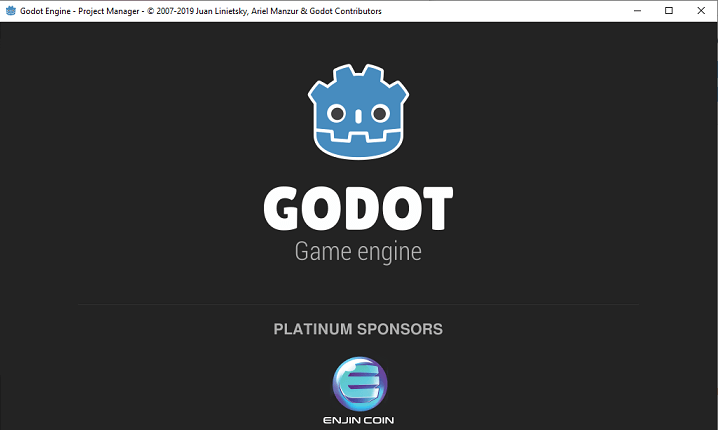 Godot Engine - Project Manager - © 2007-2019 Juan Linietsky, Ariel Manzur & Godot Contributors
GODOT
Game engine
PLATINUM SPONSORS
ENJIN COIN